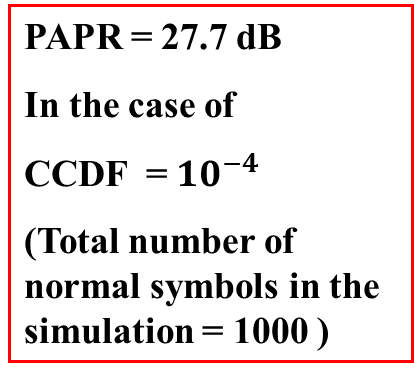 PAPR = 27.7 dB
In the case of
CCDF = 10⁻⁴
(Total number of
normal symbols in the
simulation = 1000 )